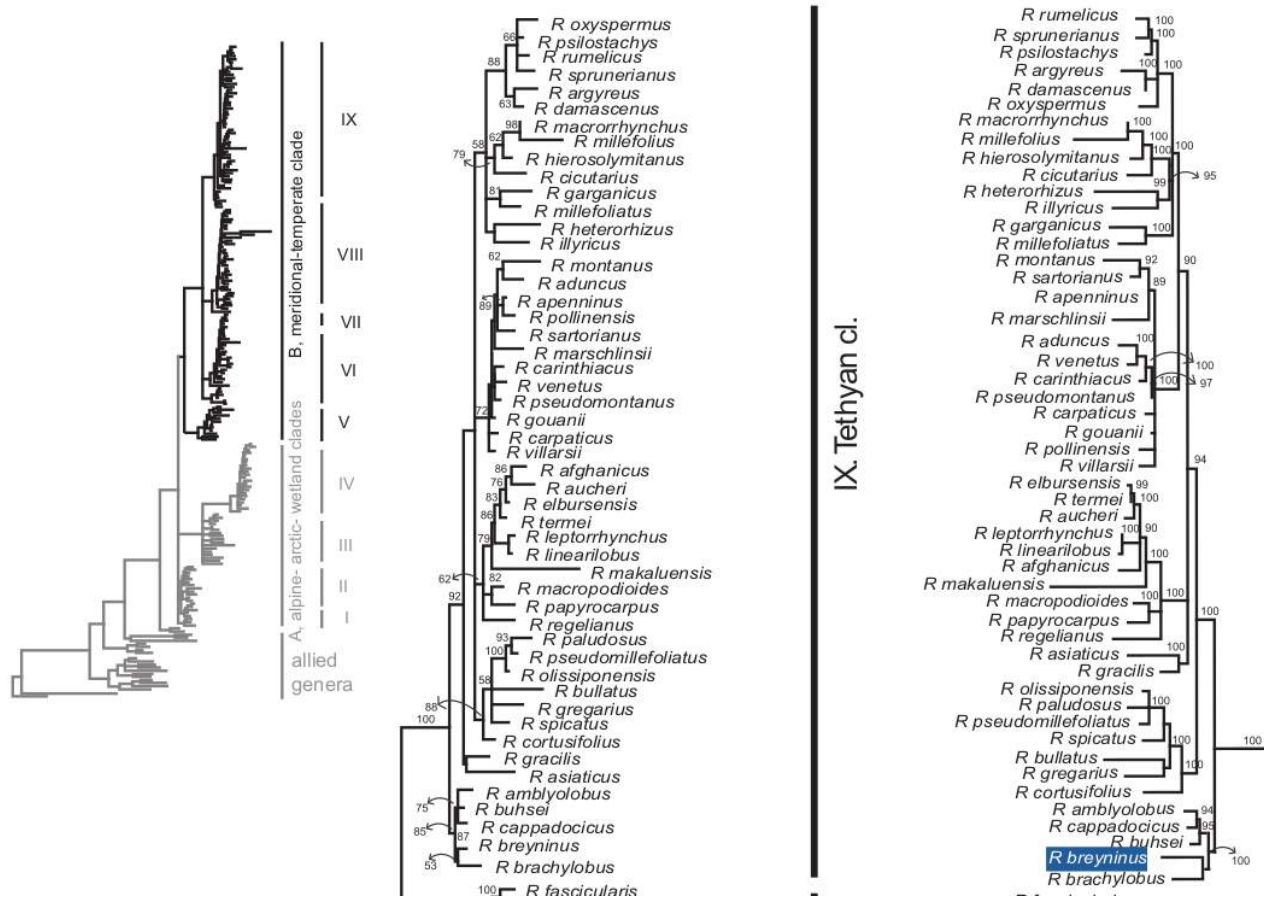 IX
VIII
VII
VI
V
IV
III
II
I
B, meridional-temperate clade
A, alpine- arctic- wetland clades
allied
genera
R oxyspermus
66
R psilostachys
R rumelicus
88
R sprunerianus
R argyreus
63
R damascenus
98
R macrorrhynchus
58
62
R millefolius
79
R hierosolymitanus
R cicutarius
81
R garganicus
R millefoliatus
R heterorhizus
R illyricus
62
R montanus
R aduncus
89
R apenninus
R pollinensis
R sartorianus
R marschlinsii
R carinthiacus
R venetus
R pseudomontanus
72
R gouanii
R carpaticus
R villarsii
86
R afghanicus
76
R aucheri
83
R elbursensis
86
R termei
79
R leptorrhynchus
R linearilobus
R makaluensis
62
82
R macropodioides
92
R papyrocarpus
R regelianus
93
R paludosus
100
R pseudomillefoliatus
R olissiponensis
58
R bullatus
88
R gregarius
R spicatus
100
R cortusifolius
R gracilis
R asiaticus
R amblyolobus
75
R buhsei
85
87
R cappadocicus
R breyninus
53
R brachylobus
100
R fascicularis
IX. Tethyan cl.
R rumelicus
100
R sprunerianus
100
R psilostachys
R argyreus
100
100
R damascenus
R oxyspermus
R macrorrhynchus
100
R millefolius
100
R hierosolymitanus
100
100
R cicutarius
95
R heterorhizus
99
R illyricus
R garganicus
100
R millefoliatus
R montanus
92
90
R sartorianus
89
R apenninus
R marschlinsii
R aduncus
100
R venetus
100
R carinthiacus
100
97
R pseudomontanus
R carpaticus
R gouanii
R pollinensis
R villarsii
94
R elbursensis
99
R termei
100
R aucheri
R leptorrhynchus
100
90
R linearilobus
R afghanicus
100
R makaluensis
R macropodioides
100
100
R papyrocarpus
100
R regelianus
R asiaticus
100
R gracilis
R olissiponensis
R paludosus
100
R pseudomillefoliatus
R spicatus
100
100
R bullatus
R gregarius
100
R cortusifolius
R amblyolobus
94
R cappadocicus
95
R buhsei
R breyninus
100
R brachylobus